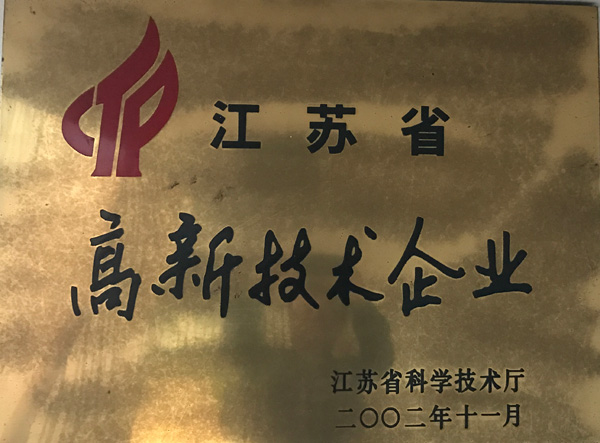 江苏省
高新技术企业
江苏省科学技术厅
二〇〇二年十一月